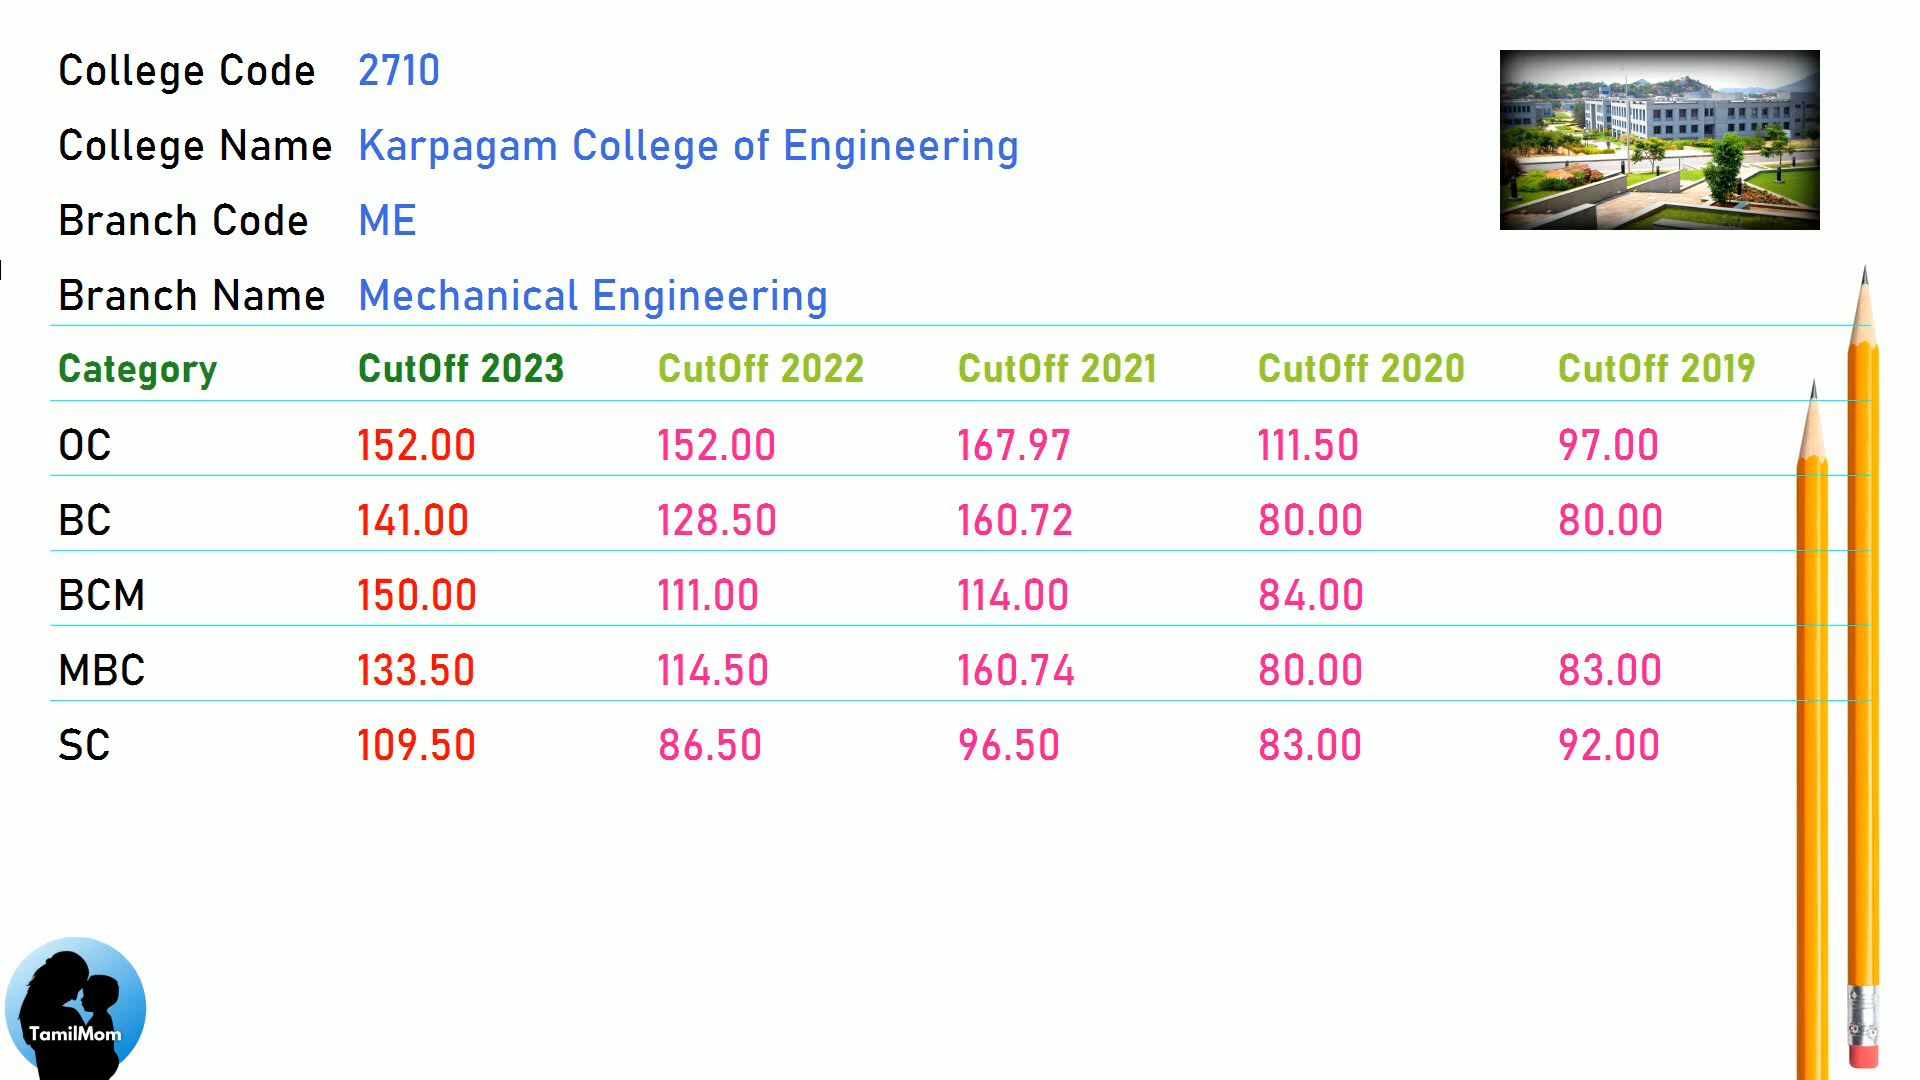 College Code 2710
College Name Karpagam College of Engineering
Branch Code ME
Branch Name Mechanical Engineering
Category CutOff 2023 CutOff 2022 CutOff 2021 CutOff 2020 CutOff 2019
OC 152.00 152.00 167.97 111.50 97.00
BC 141.00 128.50 160.72 80.00 80.00
BCM 150.00 111.00 114.00 84.00
MBC 133.50 114.50 160.74 80.00 83.00
SC 109.50 86.50 96.50 83.00 92.00
TamilMom